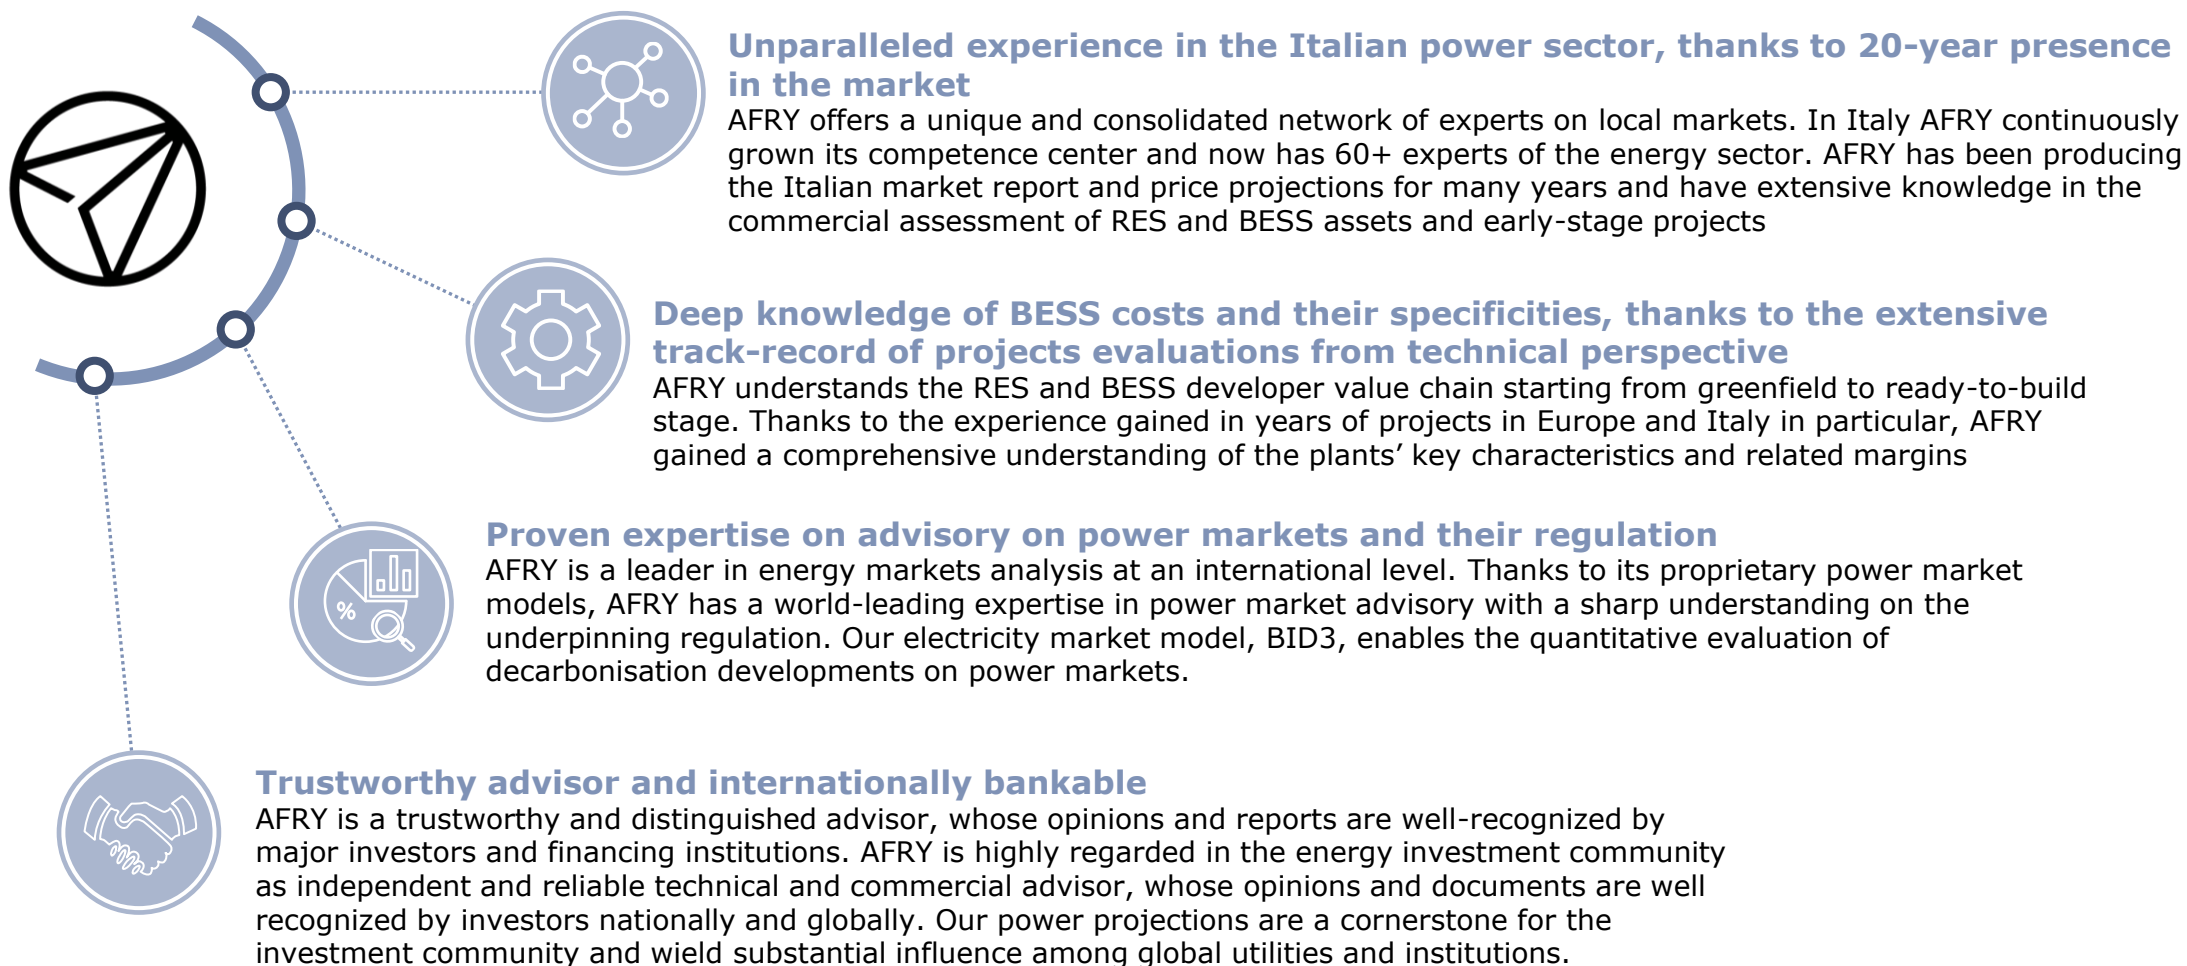 Unparalleled experience in the Italian power sector, thanks to 20-year presence
in the market
AFRY offers a unique and consolidated network of experts on local markets. In Italy AFRY continuously
grown its competence center and now has 60+ experts of the energy sector. AFRY has been producing
the Italian market report and price projections for many years and have extensive knowledge in the
commercial assessment of RES and BESS assets and early-stage projects
Deep knowledge of BESS costs and their specificities, thanks to the extensive
track-record of projects evaluations from technical perspective
AFRY understands the RES and BESS developer value chain starting from greenfield to ready-to-build
stage. Thanks to the experience gained in years of projects in Europe and Italy in particular, AFRY
gained a comprehensive understanding of the plants’ key characteristics and related margins
%
Proven expertise on advisory on power markets and their regulation
AFRY is a leader in energy markets analysis at an international level. Thanks to its proprietary power market
models, AFRY has a world-leading expertise in power market advisory with a sharp understanding on the
underpinning regulation. Our electricity market model, BID3, enables the quantitative evaluation of
decarbonisation developments on power markets.
Trustworthy advisor and internationally bankable
AFRY is a trustworthy and distinguished advisor, whose opinions and reports are well-recognized by
major investors and financing institutions. AFRY is highly regarded in the energy investment community
as independent and reliable technical and commercial advisor, whose opinions and documents are well
recognized by investors nationally and globally. Our power projections are a cornerstone for the
investment community and wield substantial influence among global utilities and institutions.